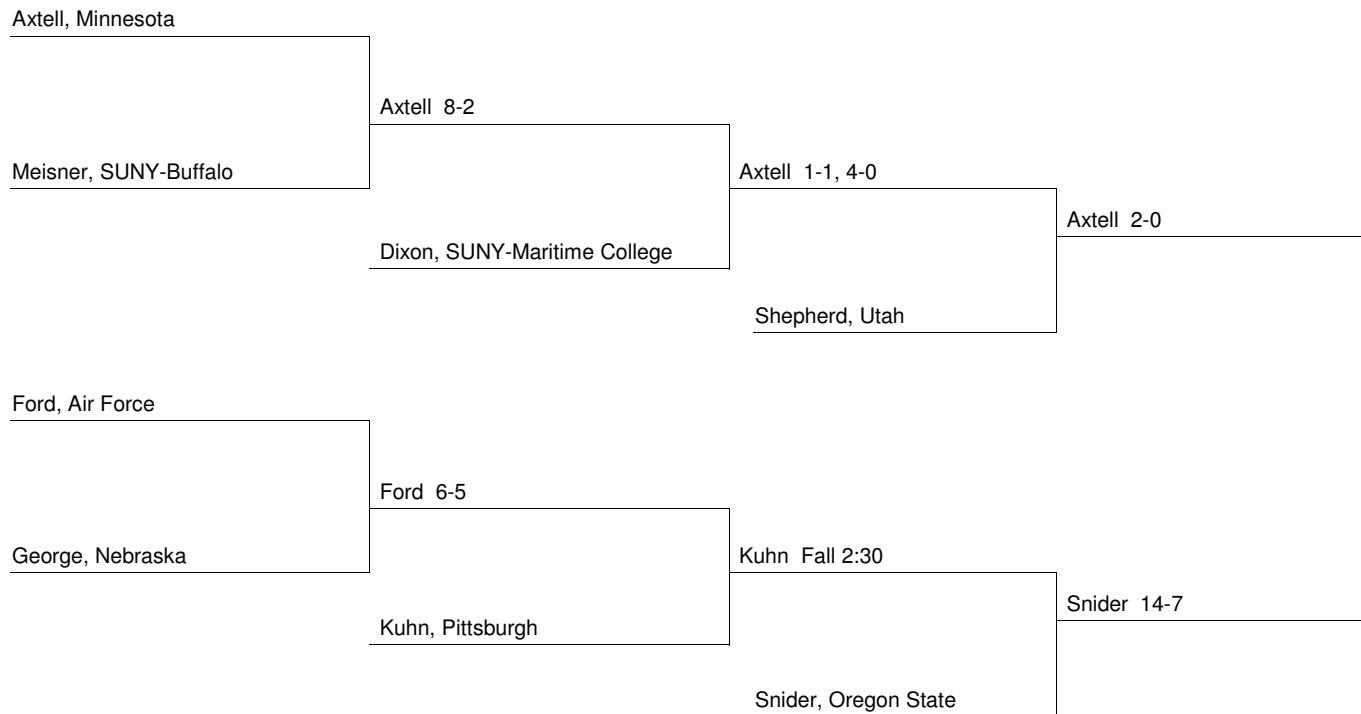 Axtell, Minnesota
Axtell  8-2
Meisner, SUNY-Buffalo
Axtell  1-1, 4-0
Axtell  2-0
Dixon, SUNY-Maritime College
Shepherd, Utah
Ford, Air Force
Ford  6-5
George, Nebraska
Kuhn  Fall 2:30
Snider  14-7
Kuhn, Pittsburgh
Snider, Oregon State